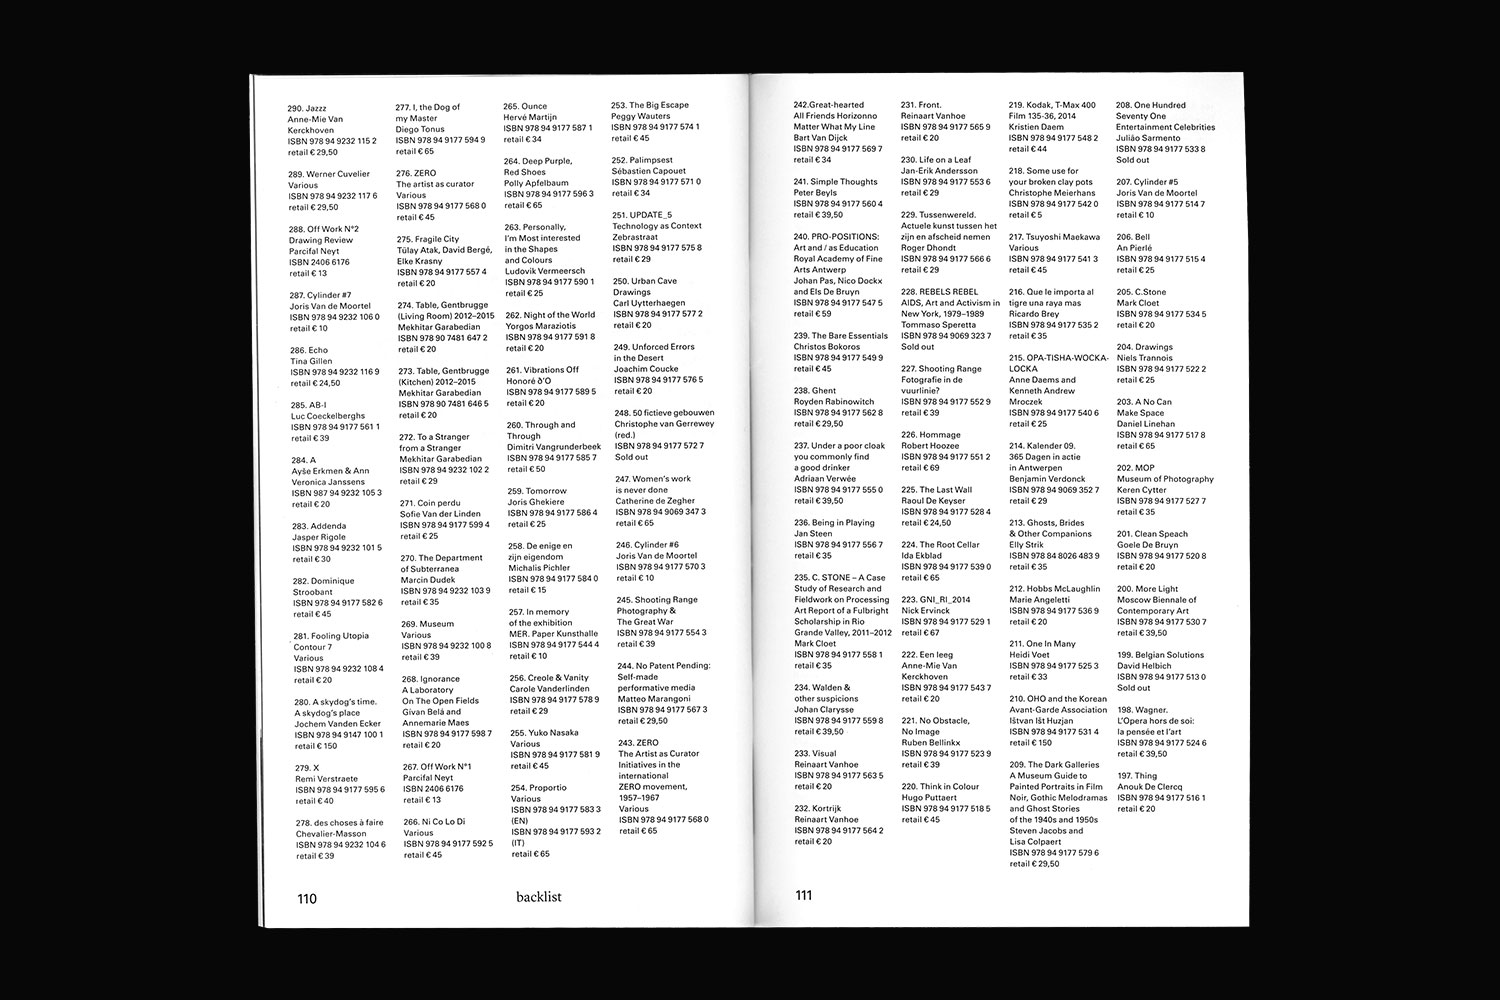 290. Jazzz
Anne-Mie Van
Kerckhoven
ISBN 978 94 9232 115 2
retail € 29,50
289. Werner Cuvelier
Various
ISBN 978 94 9232 117 6
retail € 29,50
288. Off Work N°2
Drawing Review
Parcifal Neyt
ISBN 2406 6176
retail € 13
287. Cylinder #7
Joris Van de Moortel
ISBN 978 94 9232 106 0
retail € 10
286. Echo
Tina Gillen
ISBN 978 94 9232 116 9
retail € 24,50
285. AB-I
Luc Coeckelberghs
ISBN 978 94 9177 561 1
retail € 39
284. A
Ayşe Erkmen & Ann
Veronica Janssens
ISBN 987 94 9232 105 3
retail € 20
283. Addenda
Jasper Rigole
ISBN 978 94 9232 101 5
retail € 30
282. Dominique
Stroobant
ISBN 978 94 9177 582 6
retail € 45
281. Fooling Utopia
Contour 7
Various
ISBN 978 94 9232 108 4
retail € 20
280. A skydog's time.
A skydog's place
Jochem Vanden Ecker
ISBN 978 94 9147 100 1
retail € 150
279. X
Remi Verstraete
ISBN 978 94 9177 595 6
retail € 40
278. des choses à faire
Chevalier-Masson
ISBN 978 94 9232 104 6
retail € 39
277. I, the Dog of
my Master
Diego Tonus
ISBN 978 94 9177 594 9
retail € 65
276. ZERO
The artist as curator
Various
ISBN 978 94 9177 568 0
retail € 45
275. Fragile City
Tülay Atak, David Bergé,
Elke Krasny
ISBN 978 94 9177 557 4
retail € 20
274. Table, Gentbrugge
(Living Room) 2012–2015
Mekhitar Garabedian
ISBN 978 90 7481 647 2
retail € 20
273. Table, Gentbrugge
(Kitchen) 2012–2015
Mekhitar Garabedian
ISBN 978 90 7481 646 5
retail € 20
272. To a Stranger
from a Stranger
Mekhitar Garabedian
ISBN 978 94 9232 102 2
retail € 29
271. Coin perdu
Sofie Van der Linden
ISBN 978 94 9177 599 4
retail € 25
270. The Department
of Subterranea
Marcin Dudek
ISBN 978 94 9232 103 9
retail € 35
269. Museum
Various
ISBN 978 94 9232 100 8
retail € 39
268. Ignorance
A Laboratory
On The Open Fields
Gívan Belá and
Annemarie Maes
ISBN 978 94 9177 598 7
retail € 20
267. Off Work N°1
Parcifal Neyt
ISBN 2406 6176
retail € 13
266. Ni Co Lo Di
Various
ISBN 978 94 9177 592 5
retail € 45
265. Ounce
Hervé Martijn
ISBN 978 94 9177 587 1
retail € 34
264. Deep Purple,
Red Shoes
Polly Apfelbaum
ISBN 978 94 9177 596 3
retail € 65
263. Personally,
I'm Most interested
in the Shapes
and Colours
Ludovik Vermeersch
ISBN 978 94 9177 590 1
retail € 25
262. Night of the World
Yorgos Maraziotis
ISBN 978 94 9177 591 8
retail € 20
261. Vibrations Off
Honoré ð'O
ISBN 978 94 9177 589 5
retail € 20
260. Through and
Through
Dimitri Vangrunderbeek
ISBN 978 94 9177 585 7
retail € 50
259. Tomorrow
Joris Ghekiere
ISBN 978 94 9177 586 4
retail € 25
258. De enige en
zijn eigendom
Michalis Pichler
ISBN 978 94 9177 584 0
retail € 15
257. In memory
of the exhibition
MER. Paper Kunsthalle
ISBN 978 94 9177 544 4
retail € 10
256. Creole & Vanity
Carole Vanderlinden
ISBN 978 94 9177 578 9
retail € 29
255. Yuko Nasaka
Various
ISBN 978 94 9177 581 9
retail € 45
254. Proportio
Various
ISBN 978 94 9177 583 3
(EN)
ISBN 978 94 9177 593 2
(IT)
retail € 65
253. The Big Escape
Peggy Wauters
ISBN 978 94 9177 574 1
retail € 45
252. Palimpsest
Sébastien Capouet
ISBN 978 94 9177 571 0
retail € 34
251. UPDATE_5
Technology as Context
Zebrastraat
ISBN 978 94 9177 575 8
retail € 29
250. Urban Cave
Drawings
Carl Uytterhaegen
ISBN 978 94 9177 577 2
retail € 20
249. Unforced Errors
in the Desert
Joachim Coucke
ISBN 978 94 9177 576 5
retail € 20
248. 50 fictieve gebouwen
Christophe van Gerrewey
(red.)
ISBN 978 94 9177 572 7
Sold out
247. Women's work
is never done
Catherine de Zegher
ISBN 978 94 9069 347 3
retail € 65
246. Cylinder #6
Joris Van de Moortel
ISBN 978 94 9177 570 3
retail € 10
245. Shooting Range
Photography &
The Great War
ISBN 978 94 9177 554 3
retail € 39
244. No Patent Pending:
Self-made
performative media
Matteo Marangoni
ISBN 978 94 9177 567 3
retail € 29,50
243. ZERO
The Artist as Curator
Initiatives in the
international
ZERO movement,
1957–1967
Various
ISBN 978 94 9177 568 0
retail € 65
110
backlist
242.Great-hearted
All Friends Horizonno
Matter What My Line
Bart Van Dijck
ISBN 978 94 9177 569 7
retail € 34
241. Simple Thoughts
Peter Beyls
ISBN 978 94 9177 560 4
retail € 39,50
240. PRO-POSITIONS:
Art and / as Education
Royal Academy of Fine
Arts Antwerp
Johan Pas, Nico Dockx
and Els De Bruyn
ISBN 978 94 9177 547 5
retail € 59
239. The Bare Essentials
Christos Bokoros
ISBN 978 94 9177 549 9
retail € 45
238. Ghent
Royden Rabinowitch
ISBN 978 94 9177 562 8
retail € 29,50
237. Under a poor cloak
you commonly find
a good drinker
Adriaan Verwée
ISBN 978 94 9177 555 0
retail € 39,50
236. Being in Playing
Jan Steen
ISBN 978 94 9177 556 7
retail € 35
235. C. STONE – A Case
Study of Research and
Fieldwork on Processing
Art Report of a Fulbright
Scholarship in Rio
Grande Valley, 2011–2012
Mark Cloet
ISBN 978 94 9177 558 1
retail € 35
234. Walden &
other suspicions
Johan Clarysse
ISBN 978 94 9177 559 8
retail € 39,50
233. Visual
Reinaart Vanhoe
ISBN 978 94 9177 563 5
retail € 20
232. Kortrijk
Reinaart Vanhoe
ISBN 978 94 9177 564 2
retail € 20
231. Front.
Reinaart Vanhoe
ISBN 978 94 9177 565 9
retail € 20
230. Life on a Leaf
Jan-Erik Andersson
ISBN 978 94 9177 553 6
retail € 29
229. Tussenwereld.
Actuele kunst tussen het
zijn en afscheid nemen
Roger Dhondt
ISBN 978 94 9177 566 6
retail € 29
228. REBELS REBEL
AIDS, Art and Activism in
New York, 1979–1989
Tommaso Speretta
ISBN 978 94 9069 323 7
Sold out
227. Shooting Range
Fotografie in de
vuurlinie?
ISBN 978 94 9177 552 9
retail € 39
226. Hommage
Robert Hoozee
ISBN 978 94 9177 551 2
retail € 69
225. The Last Wall
Raoul De Keyser
ISBN 978 94 9177 528 4
retail € 24,50
224. The Root Cellar
Ida Ekblad
ISBN 978 94 9177 539 0
retail € 65
223. GNI_RI_2014
Nick Ervinck
ISBN 978 94 9177 529 1
retail € 67
222. Een leeg
Anne-Mie Van
Kerckhoven
ISBN 978 94 9177 543 7
retail € 20
221. No Obstacle,
No Image
Ruben Bellinkx
ISBN 978 94 9177 523 9
retail € 39
220. Think in Colour
Hugo Puttaert
ISBN 978 94 9177 518 5
retail € 45
219. Kodak, T-Max 400
Film 135-36, 2014
Kristien Daem
ISBN 978 94 9177 548 2
retail € 44
218. Some use for
your broken clay pots
Christophe Meierhans
ISBN 978 94 9177 542 0
retail € 5
217. Tsuyoshi Maekawa
Various
ISBN 978 94 9177 541 3
retail € 45
216. Que le importa al
tigre una raya mas
Ricardo Brey
ISBN 978 94 9177 535 2
retail € 35
215. OPA-TISHA-WOCKA-
LOCKA
Anne Daems and
Kenneth Andrew
Mroczek
ISBN 978 94 9177 540 6
retail € 25
214. Kalender 09.
365 Dagen in actie
in Antwerpen
Benjamin Verdonck
ISBN 978 94 9069 352 7
retail € 29
213. Ghosts, Brides
& Other Companions
Elly Strik
ISBN 978 84 8026 483 9
retail € 35
212. Hobbs McLaughlin
Marie Angeletti
ISBN 978 94 9177 536 9
retail € 20
211. One In Many
Heidi Voet
ISBN 978 94 9177 525 3
retail € 33
210. OHO and the Korean
Avant-Garde Association
Ištvan Išt Huzjan
ISBN 978 94 9177 531 4
retail € 150
209. The Dark Galleries
A Museum Guide to
Painted Portraits in Film
Noir, Gothic Melodramas
and Ghost Stories
of the 1940s and 1950s
Steven Jacobs and
Lisa Colpaert
ISBN 978 94 9177 579 6
retail € 29,50
208. One Hundred
Seventy One
Entertainment Celebrities
Julião Sarmento
ISBN 978 94 9177 533 8
Sold out
207. Cylinder #5
Joris Van de Moortel
ISBN 978 94 9177 514 7
retail € 10
206. Bell
An Pierlé
ISBN 978 94 9177 515 4
retail € 25
205. C.Stone
Mark Cloet
ISBN 978 94 9177 534 5
retail € 20
204. Drawings
Niels Trannois
ISBN 978 94 9177 522 2
retail € 25
203. A No Can
Make Space
Daniel Linehan
ISBN 978 94 9177 517 8
retail € 65
202. MOP
Museum of Photography
Keren Cytter
ISBN 978 94 9177 527 7
retail € 35
201. Clean Speach
Goele De Bruyn
ISBN 978 94 9177 520 8
retail € 20
200. More Light
Moscow Biennale of
Contemporary Art
ISBN 978 94 9177 530 7
retail € 39,50
199. Belgian Solutions
David Helbich
ISBN 978 94 9177 513 0
Sold out
198. Wagner.
L'Opera hors de soi:
la pensée et l'art
ISBN 978 94 9177 524 6
retail € 39,50
197. Thing
Anouk De Clercq
ISBN 978 94 9177 516 1
retail € 20
111